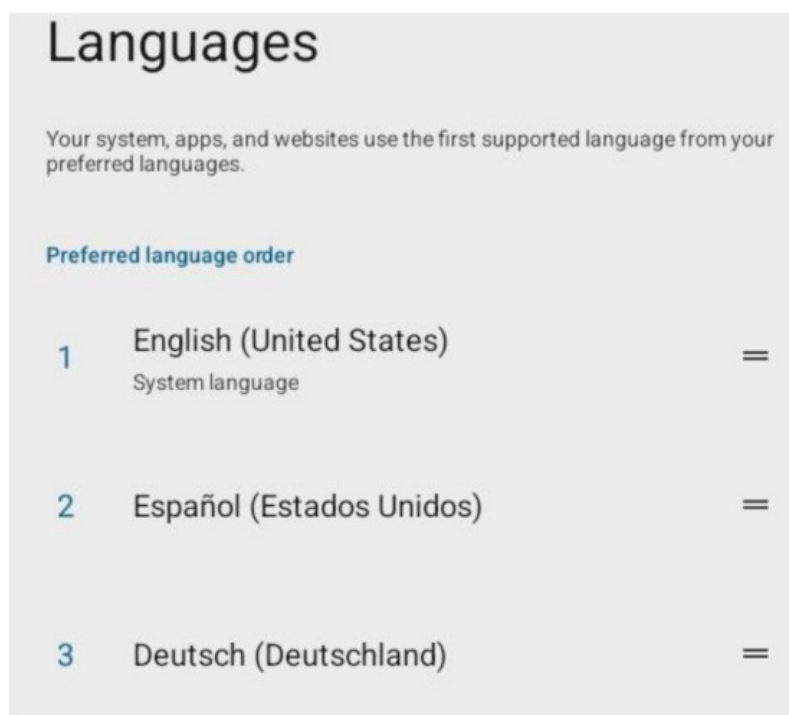 Languages
Your system, apps, and websites use the first supported language from your
preferred languages.
Preferred language order
1 English (United States)
System language
2 Español (Estados Unidos)
3 Deutsch (Deutschland)